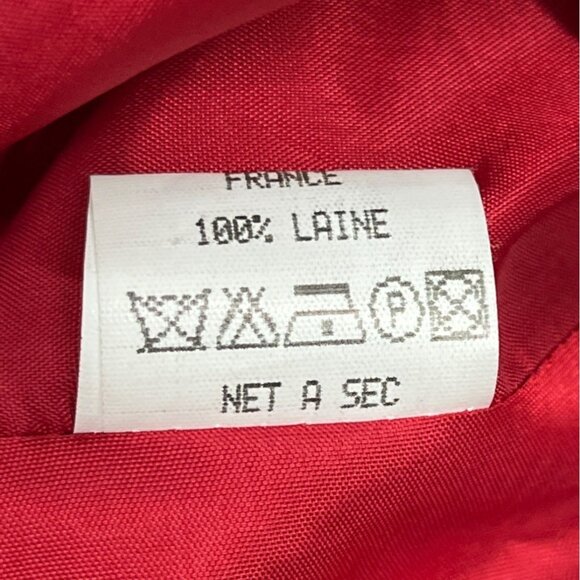 FRANCE
100% LAINE
P
NET A SEC